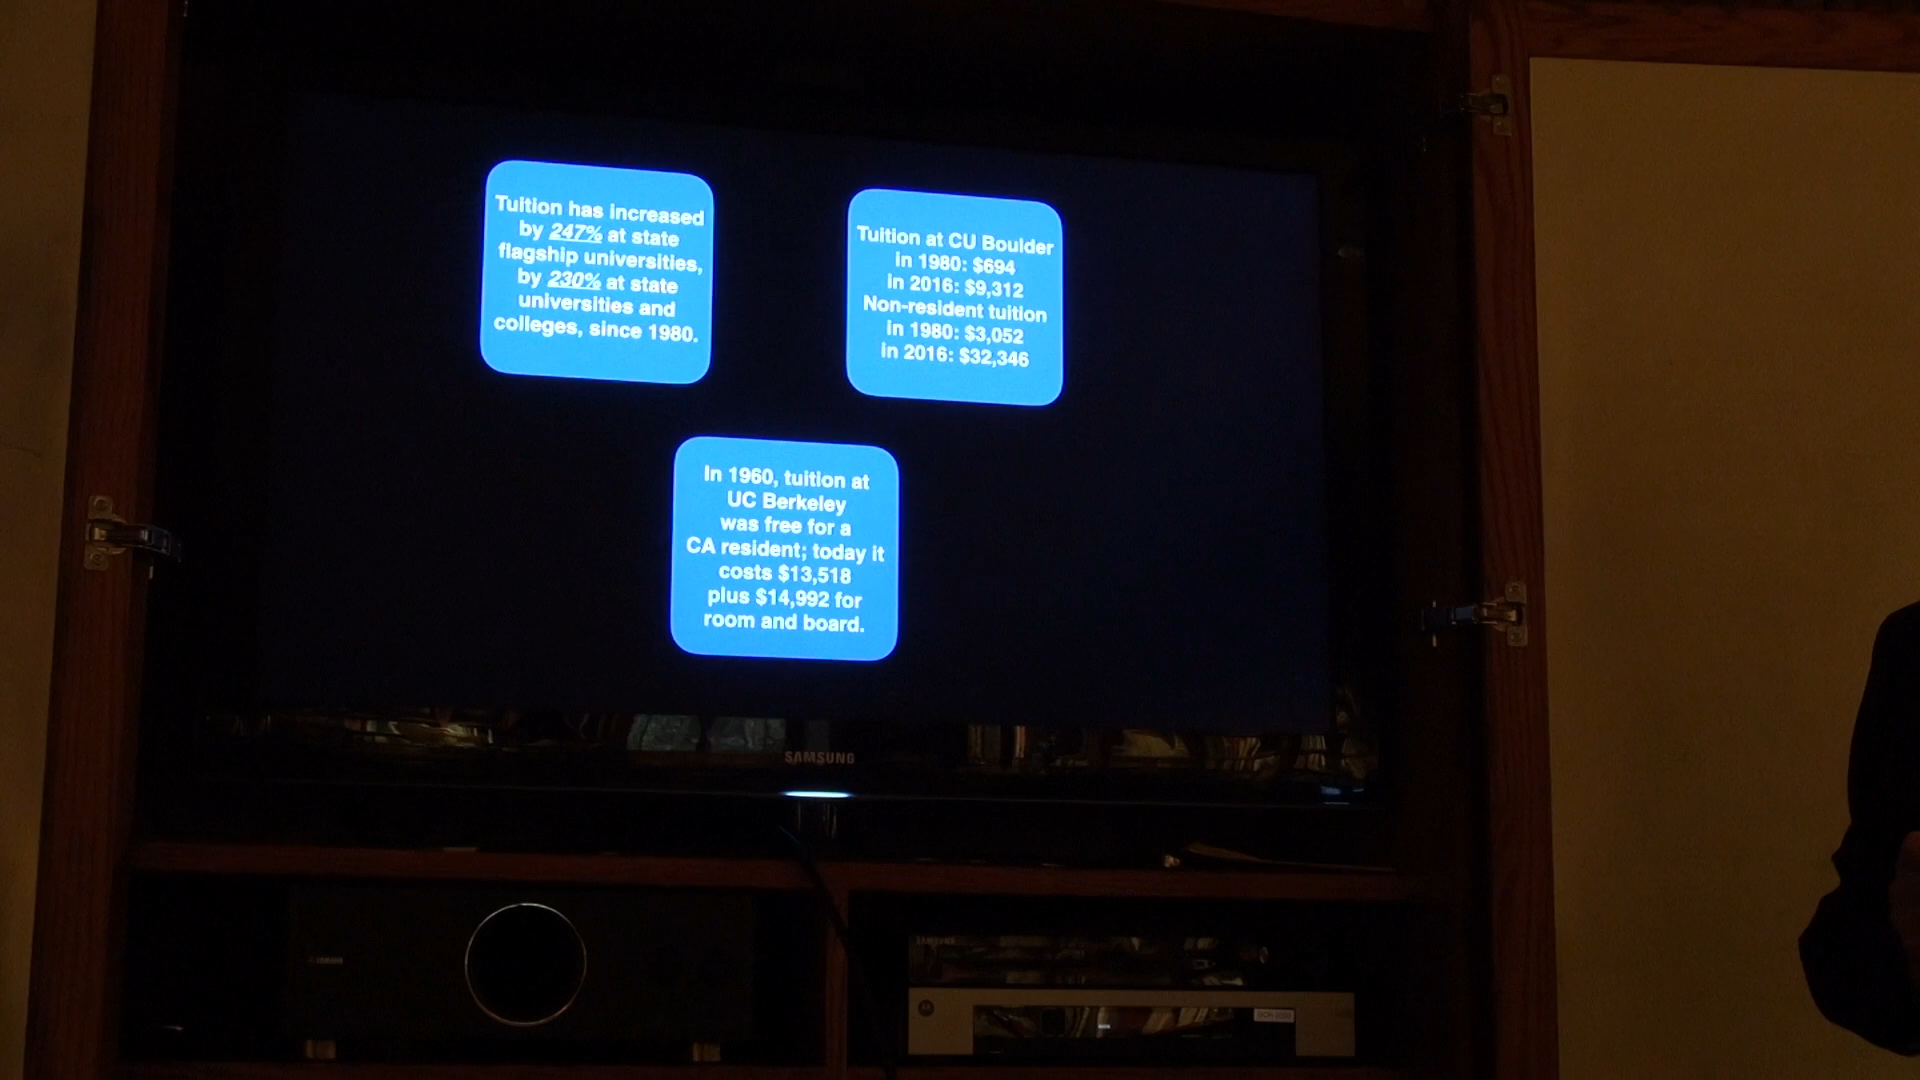 Tuition has increased
by 247% at state
flagship universities,
by 230% at state
universities and
colleges, since 1980.
Tuition at CU Boulder
in 1980: $694
in 2016: $9,312
Non-resident tuition
in 1980: $3,052
in 2016: $32,346
In 1960, tuition at
UC Berkeley
was free for a
CA resident; today it
costs $13,518
plus $14,992 for
room and board.
SAMSUNG
YAMAHA